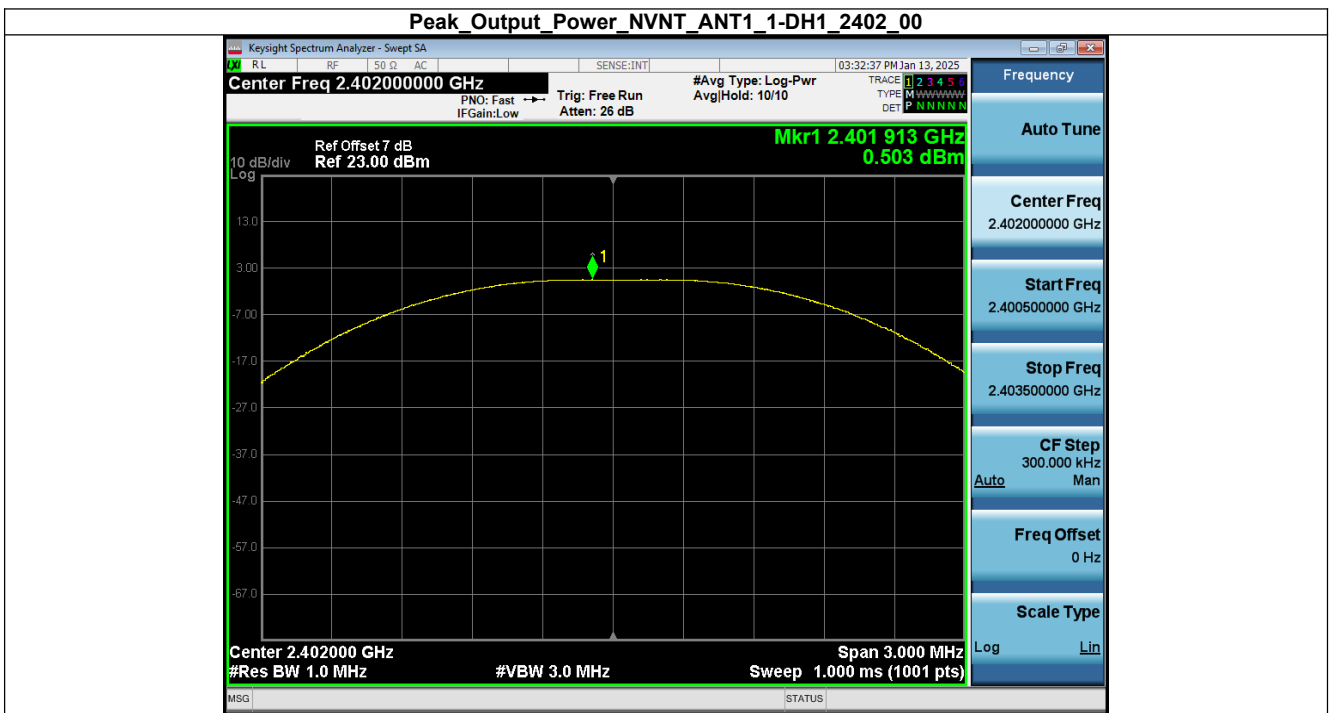 Peak_Output_Power_NVNT_ANT1_1-DH1_2402_00
Keysight Spectrum Analyzer - Swept SA
LXI RL RF 50 Ω AC SENSE:INT 03:32:37 PM Jan 13, 2025
Center Freq 2.402000000 GHz
PNO: Fast
IFGain:Low
Trig: Free Run
Atten: 26 dB
#Avg Type: Log-Pwr
Avg|Hold: 10/10
TRACE 1 2 3 4 5 6
TYPE M WWWWW
DET P N N N N N
Mkr1 2.401 913 GHz
0.503 dBm
Ref Offset 7 dB
10 dB/div Ref 23.00 dBm
Log
1
13.0
3.00
-7.00
-17.0
-27.0
-37.0
-47.0
-57.0
-67.0
Center 2.402000 GHz Span 3.000 MHz
#Res BW 1.0 MHz #VBW 3.0 MHz Sweep 1.000 ms (1001 pts)
MSG STATUS
Frequency
Auto Tune
Center Freq
2.402000000 GHz
Start Freq
2.400500000 GHz
Stop Freq
2.403500000 GHz
CF Step
300.000 kHz
Auto Man
Freq Offset
0 Hz
Scale Type
Log Lin